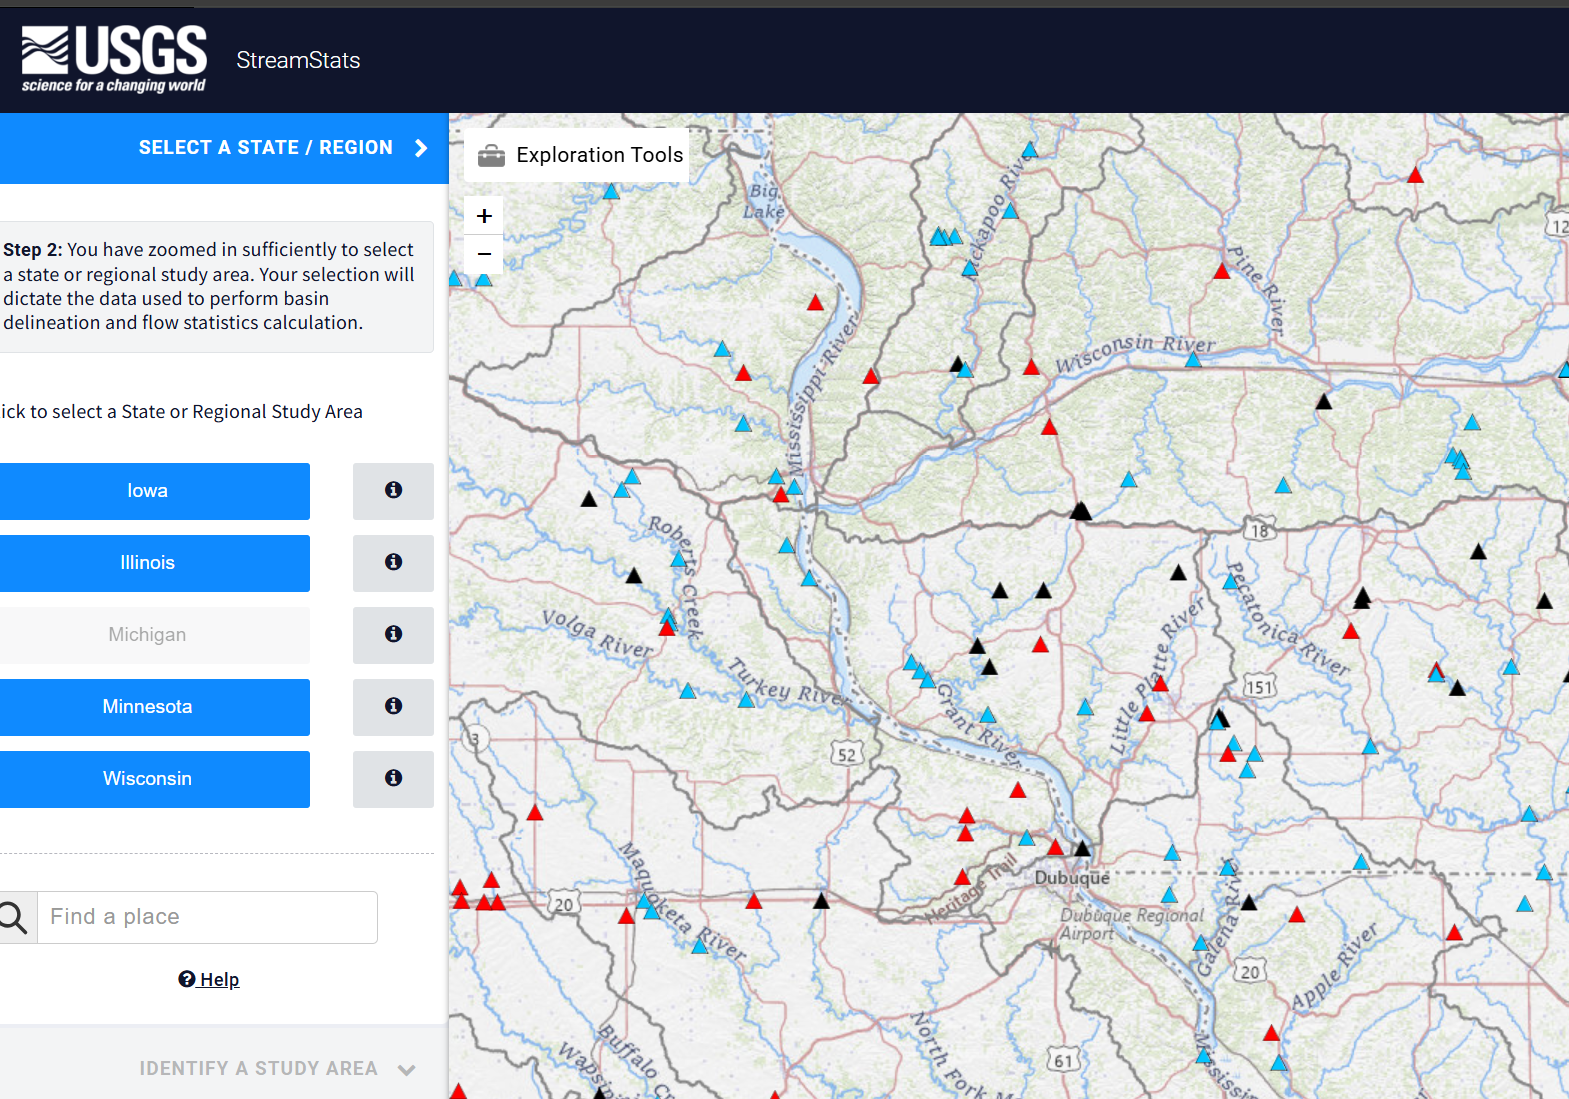 USGS
science for a changing world
StreamStats
SELECT A STATE / REGION
Step 2: You have zoomed in sufficiently to select
a state or regional study area. Your selection will
dictate the data used to perform basin
delineation and flow statistics calculation.
ick to select a State or Regional Study Area
Iowa
Illinois
Michigan
Minnesota
Wisconsin
Find a place
Help
IDENTIFY A STUDY AREA
Exploration Tools
+
−
Big
Lake
Kickapoo River
12
Pine River
Wisconsin River
Mississippi River
18
Roberts Creek
Pecatonica River
Volga River
Turkey River
Little Platte River
Grant River
151
3
52
Maquoketa River
Heritage Trail
Dubuque
20
Dubuque Regional
Airport
Galena River
20
Apple River
North Fork M
61
Buffalo Cr
Wapsipi
Mississi